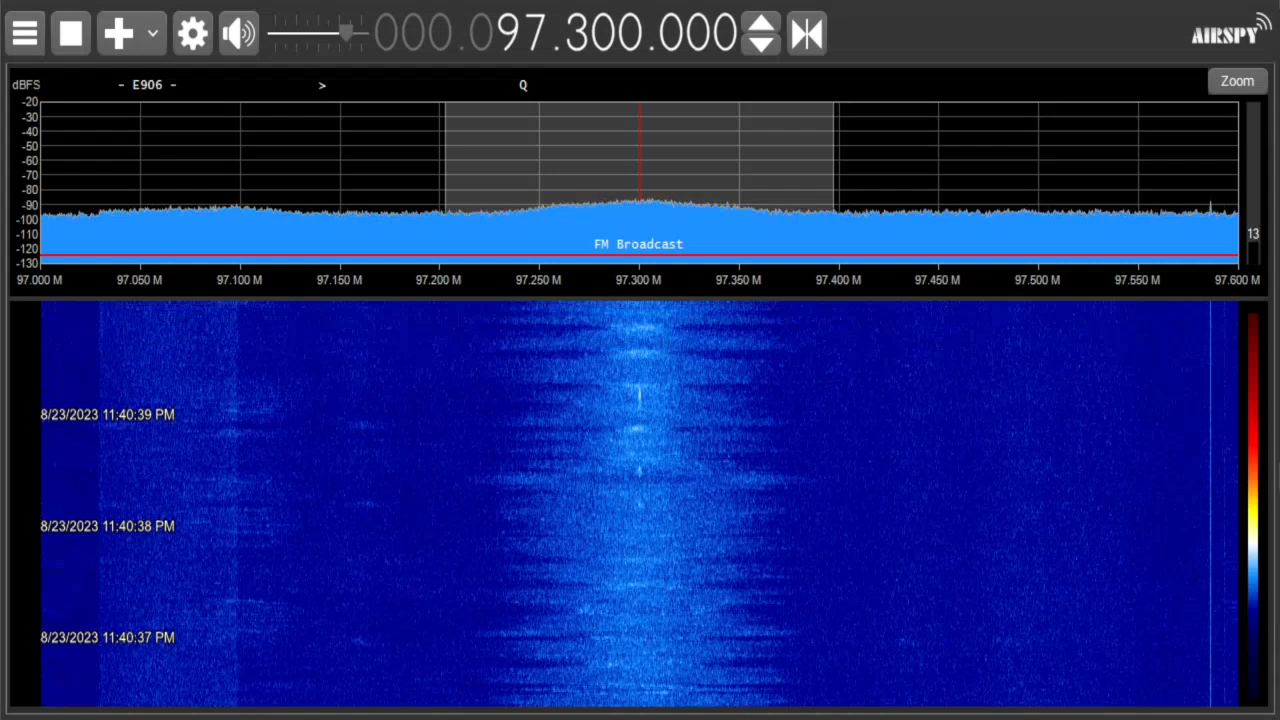 000.097.300.000
AIRSPY
dBFS - E906 - > Q Zoom
-20
-30
-40
-50
-60
-70
-80
-90
-100
-110
-120
-130
13
FM Broadcast
97.000 M 97.050 M 97.100 M 97.150 M 97.200 M 97.250 M 97.300 M 97.350 M 97.400 M 97.450 M 97.500 M 97.550 M 97.600 M
8/23/2023 11:40:39 PM
8/23/2023 11:40:38 PM
8/23/2023 11:40:37 PM